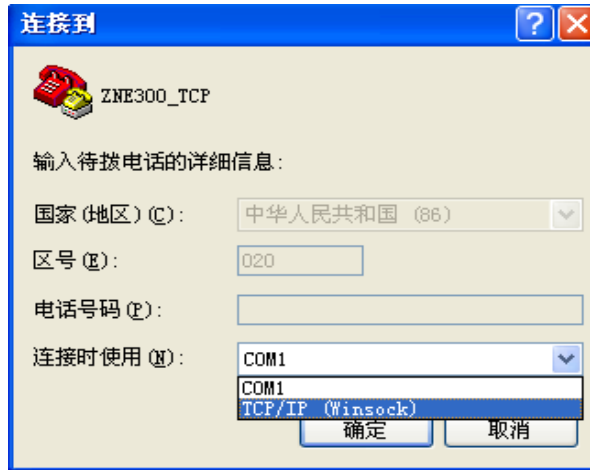 连接到
ZNE300_TCP
输入待拨电话的详细信息:
国家(地区)(C): 中华人民共和国 (86)
区号(E): 020
电话号码(P):
连接时使用(N): COM1
COM1
TCP/IP (Winsock)
确定 取消